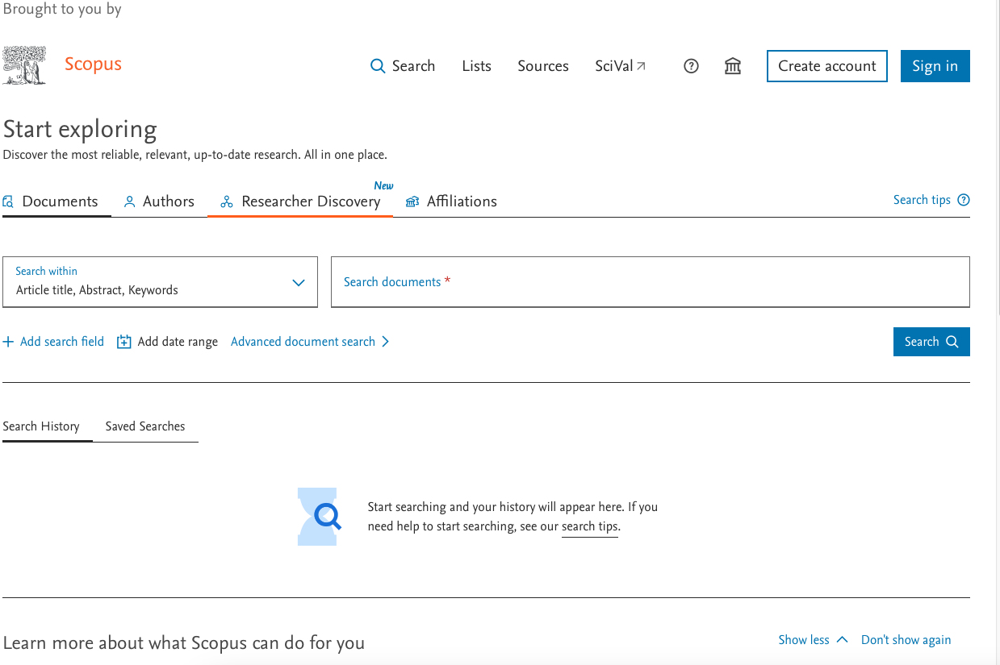 Brought to you by
Scopus
Search Lists Sources SciVal Create account Sign in
Start exploring
Discover the most reliable, relevant, up-to-date research. All in one place.
New
Documents Authors Researcher Discovery Affiliations Search tips
Search within
Article title, Abstract, Keywords
Search documents *
Add search field Add date range Advanced document search Search
Search History Saved Searches
Start searching and your history will appear here. If you
need help to start searching, see our search tips.
Learn more about what Scopus can do for you Show less Don't show again